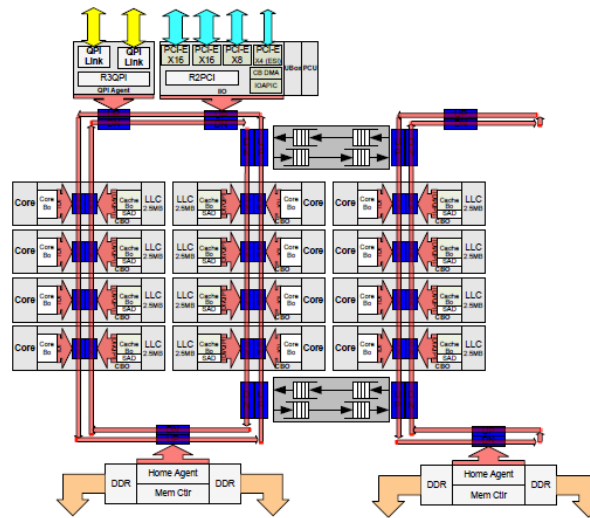 QPI Link
QPI Link
R3QPI
QPI Agent
PCI-E X16
PCI-E X16
PCI-E X8
PCI-E X4 (ESI)
R2PCI
CB DMA
IOAPIC
IIO
UBox
PCU
Core
Core Bo
Cache Bo
SAD
CBO
LLC 2.5MB
LLC 2.5MB
Cache Bo
SAD
CBO
Core Bo
Core
Core
Core Bo
Cache Bo
SAD
CBO
LLC 2.5MB
Core
Core Bo
Cache Bo
SAD
CBO
LLC 2.5MB
LLC 2.5MB
Cache Bo
SAD
CBO
Core Bo
Core
Core
Core Bo
Cache Bo
SAD
CBO
LLC 2.5MB
Core
Core Bo
Cache Bo
SAD
CBO
LLC 2.5MB
LLC 2.5MB
Cache Bo
SAD
CBO
Core Bo
Core
Core
Core Bo
Cache Bo
SAD
CBO
LLC 2.5MB
Core
Core Bo
Cache Bo
SAD
CBO
LLC 2.5MB
LLC 2.5MB
Cache Bo
SAD
CBO
Core Bo
Core
Core
Core Bo
Cache Bo
SAD
CBO
LLC 2.5MB
DDR
Home Agent
DDR
Mem Ctlr
DDR
Home Agent
DDR
Mem Ctlr